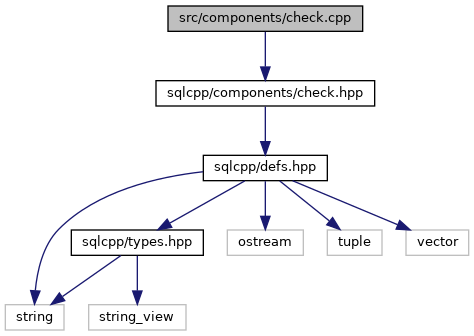 src/components/check.cpp
sqlcpp/components/check.hpp
sqlcpp/defs.hpp
sqlcpp/types.hpp
ostream
tuple
vector
string
string_view